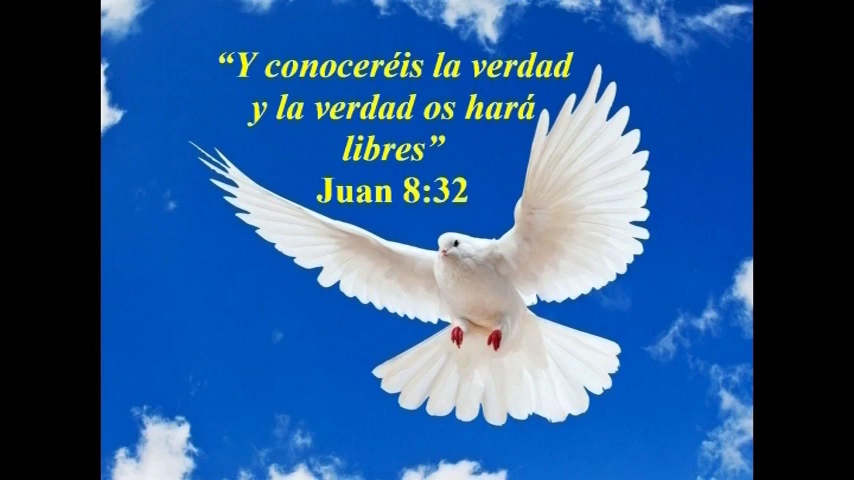 “Y conoceréis la verdad
y la verdad os hará
libres”
Juan 8:32